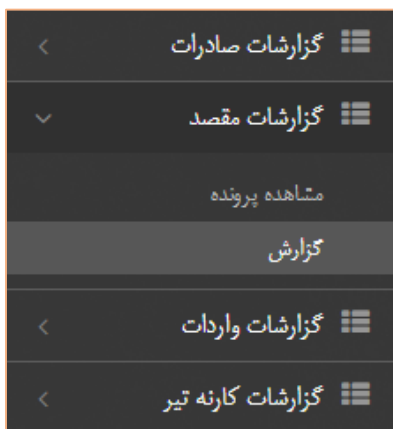 گزارشات صادرات
گزارشات مقصد
مشاهده پرونده
گزارش
گزارشات واردات
گزارشات کارنه تیر